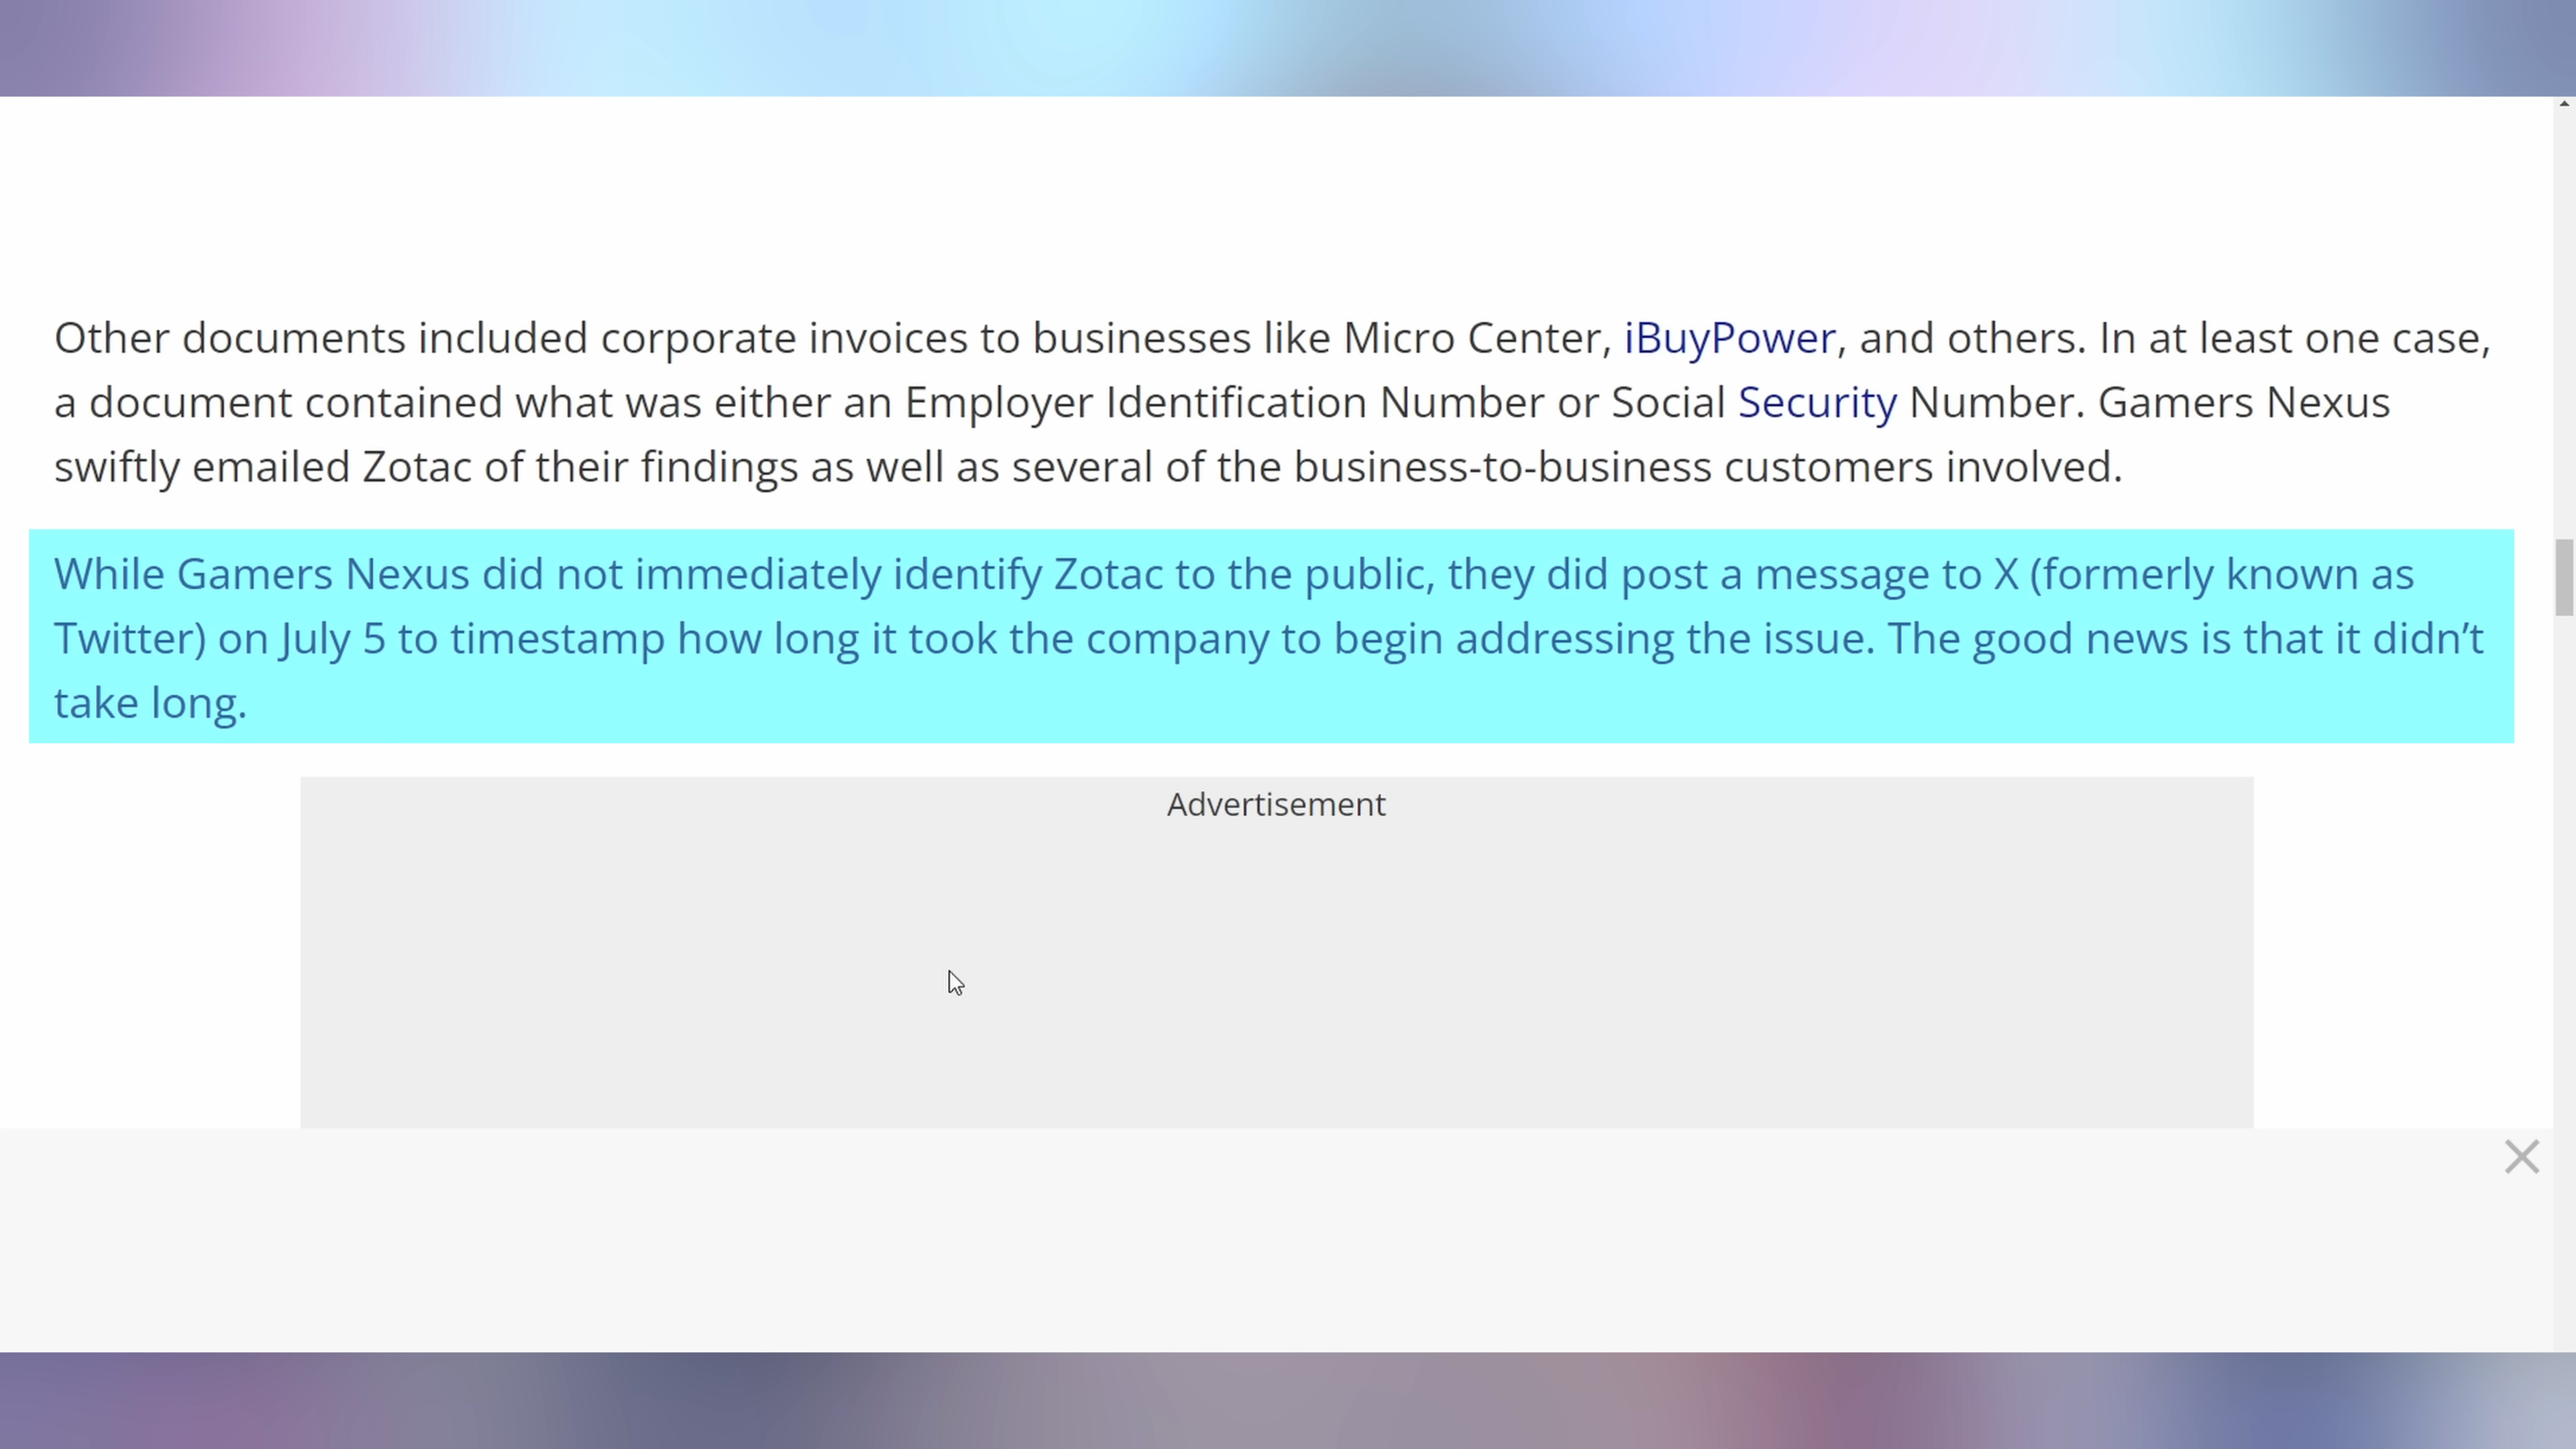 Other documents included corporate invoices to businesses like Micro Center, iBuyPower, and others. In at least one case,
a document contained what was either an Employer Identification Number or Social Security Number. Gamers Nexus
swiftly emailed Zotac of their findings as well as several of the business-to-business customers involved.
While Gamers Nexus did not immediately identify Zotac to the public, they did post a message to X (formerly known as
Twitter) on July 5 to timestamp how long it took the company to begin addressing the issue. The good news is that it didn’t
take long.
Advertisement